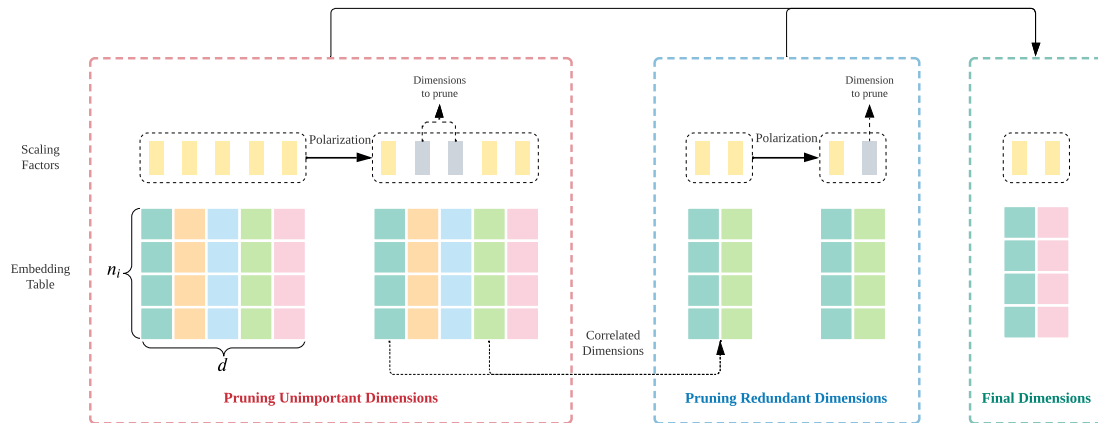 Dimensions
to prune
Dimension
to prune
Scaling
Factors
Polarization
Polarization
Embedding
Table
nᵢ
d
Correlated
Dimensions
Pruning Unimportant Dimensions
Pruning Redundant Dimensions
Final Dimensions